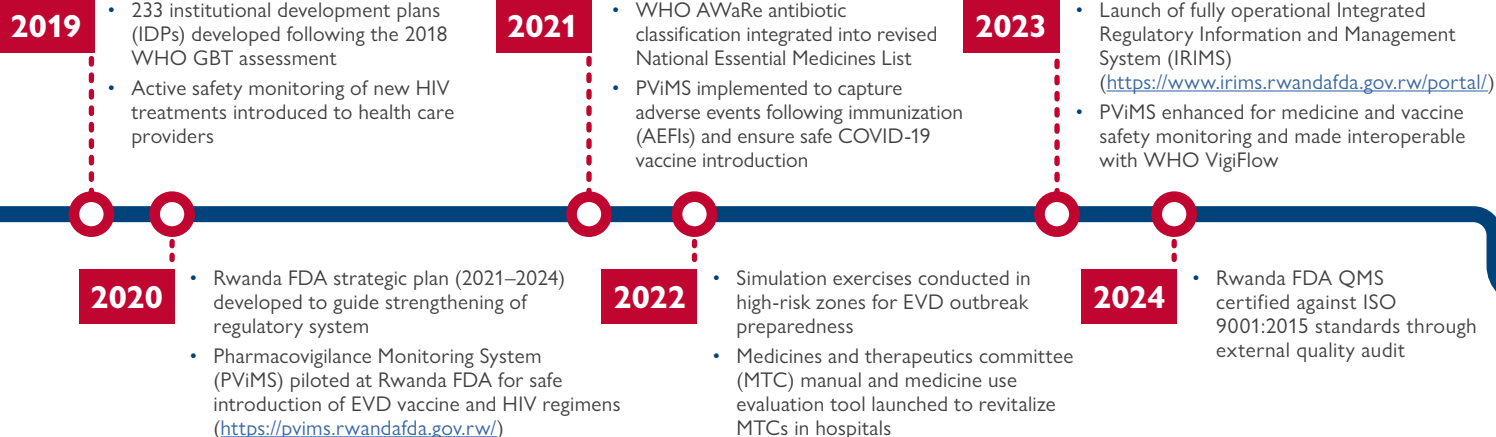 2019
• 233 institutional development plans
(IDPs) developed following the 2018
WHO GBT assessment
• Active safety monitoring of new HIV
treatments introduced to health care
providers
2020
• Rwanda FDA strategic plan (2021–2024)
developed to guide strengthening of
regulatory system
• Pharmacovigilance Monitoring System
(PViMS) piloted at Rwanda FDA for safe
introduction of EVD vaccine and HIV regimens
(https://pvims.rwandafda.gov.rw/)
2021
• WHO AWaRe antibiotic
classification integrated into revised
National Essential Medicines List
• PViMS implemented to capture
adverse events following immunization
(AEFIs) and ensure safe COVID-19
vaccine introduction
2022
• Simulation exercises conducted in
high-risk zones for EVD outbreak
preparedness
• Medicines and therapeutics committee
(MTC) manual and medicine use
evaluation tool launched to revitalize
MTCs in hospitals
2023
• Launch of fully operational Integrated
Regulatory Information and Management
System (IRIMS)
(https://www.irims.rwandafda.gov.rw/portal/)
• PViMS enhanced for medicine and vaccine
safety monitoring and made interoperable
with WHO VigiFlow
2024
• Rwanda FDA QMS
certified against ISO
9001:2015 standards through
external quality audit